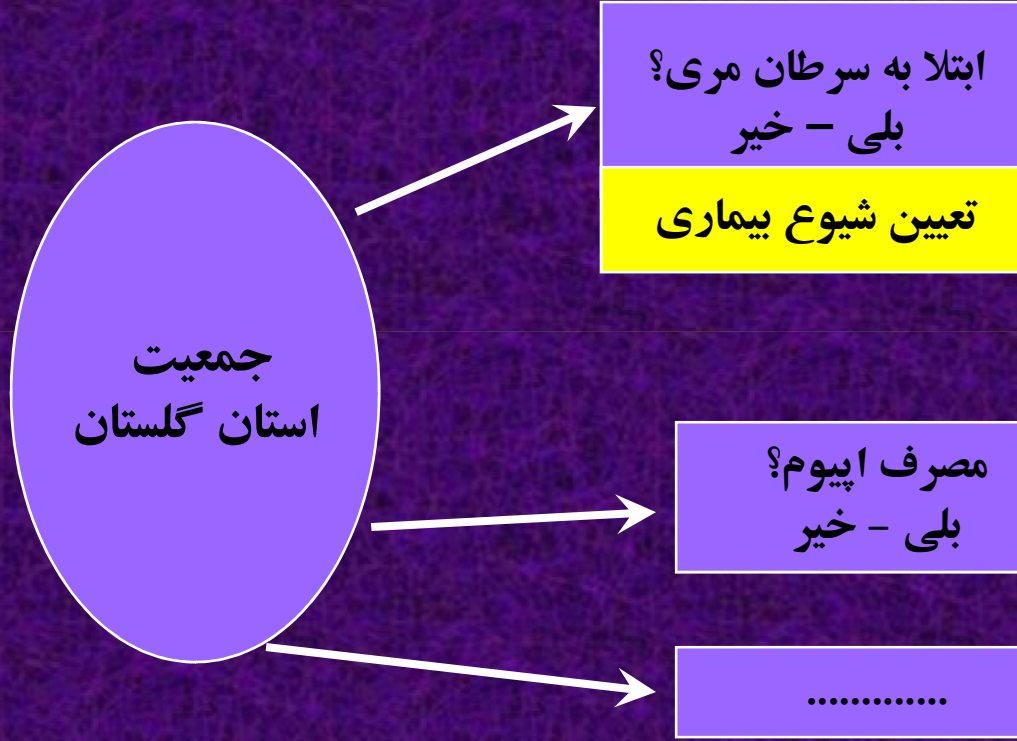 ابتلا به سرطان مری؟
بلی – خیر
تعیین شیوع بیماری
جمعیت
استان گلستان
مصرف اپیوم؟
بلی - خیر
.............